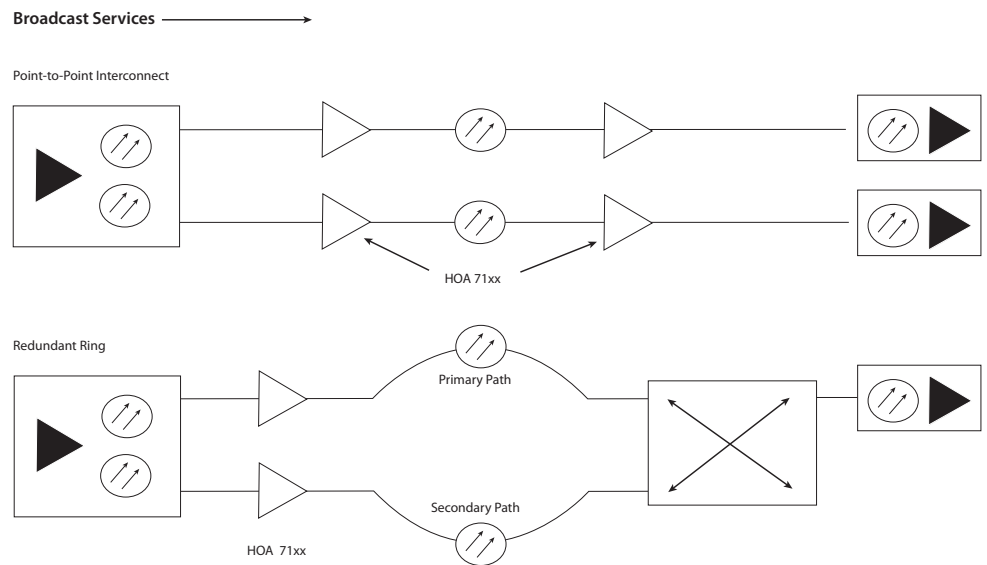 Broadcast Services
Point-to-Point Interconnect
HOA 71xx
Redundant Ring
Primary Path
Secondary Path
HOA 71xx